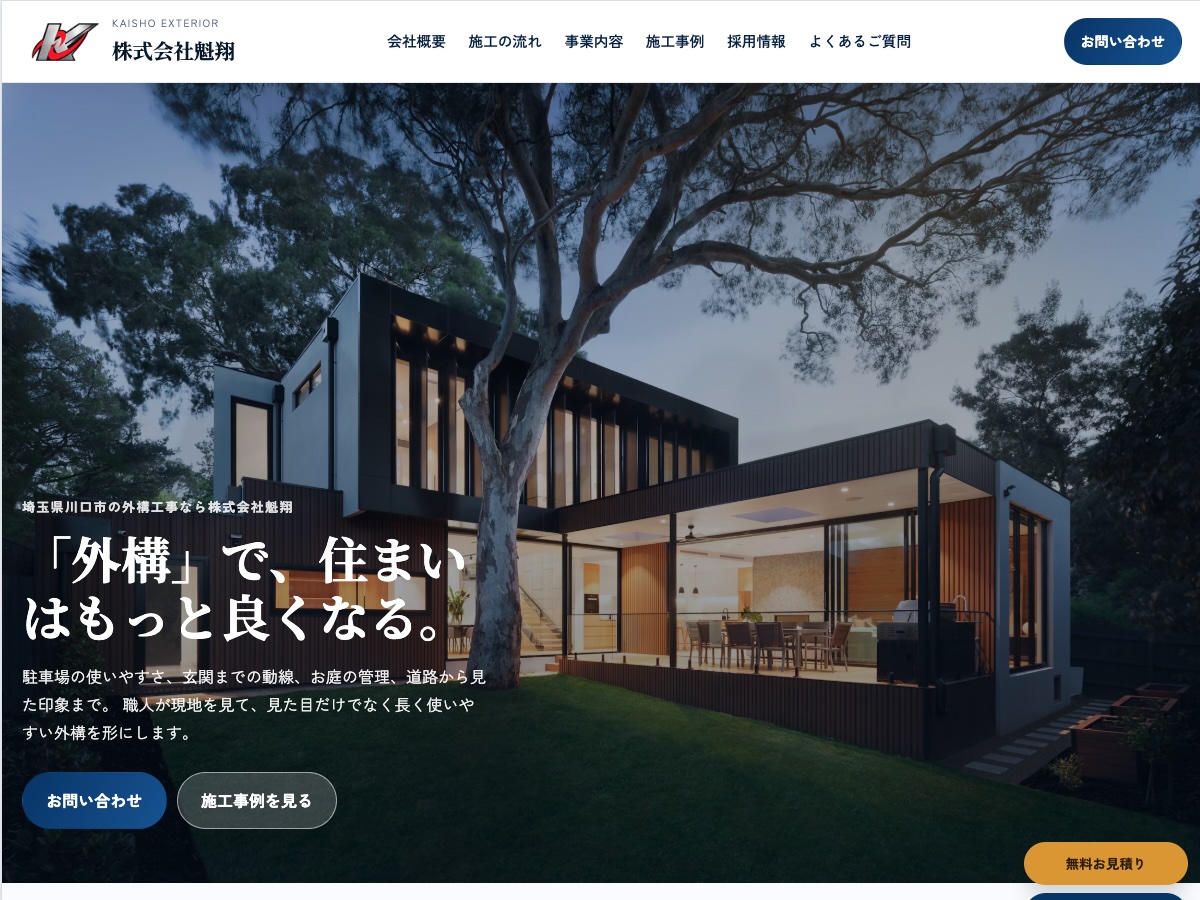 KAISHO EXTERIOR
株式会社魁翔
会社概要
施工の流れ
事業内容
施工事例
採用情報
よくあるご質問
お問い合わせ
埼玉県川口市の外構工事なら株式会社魁翔
「外構」で、住まい
はもっと良くなる。
駐車場の使いやすさ、玄関までの動線、お庭の管理、道路から見
た印象まで。 職人が現地を見て、見た目だけでなく長く使いや
すい外構を形にします。
お問い合わせ
施工事例を見る
無料お見積り